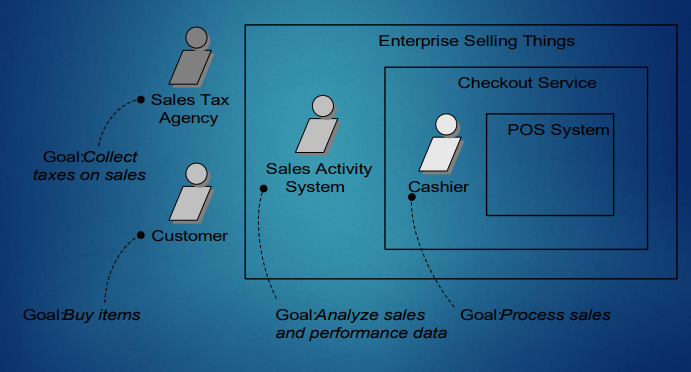 Enterprise Selling Things
Checkout Service
POS System
Sales Tax
Agency
Goal:Collect
taxes on sales
Sales Activity
System
Cashier
Customer
Goal:Buy items
Goal:Analyze sales
and performance data
Goal:Process sales